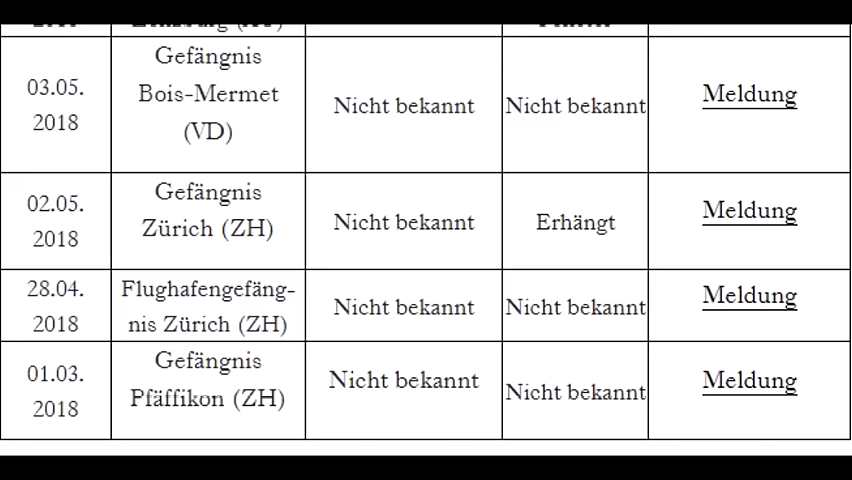 03.05.
2018
Gefängnis
Bois-Mermet
(VD)
Nicht bekannt
Nicht bekannt
Meldung
02.05.
2018
Gefängnis
Zürich (ZH)
Nicht bekannt
Erhängt
Meldung
28.04.
2018
Flughafengefäng-
nis Zürich (ZH)
Nicht bekannt
Nicht bekannt
Meldung
01.03.
2018
Gefängnis
Pfäffikon (ZH)
Nicht bekannt
Nicht bekannt
Meldung